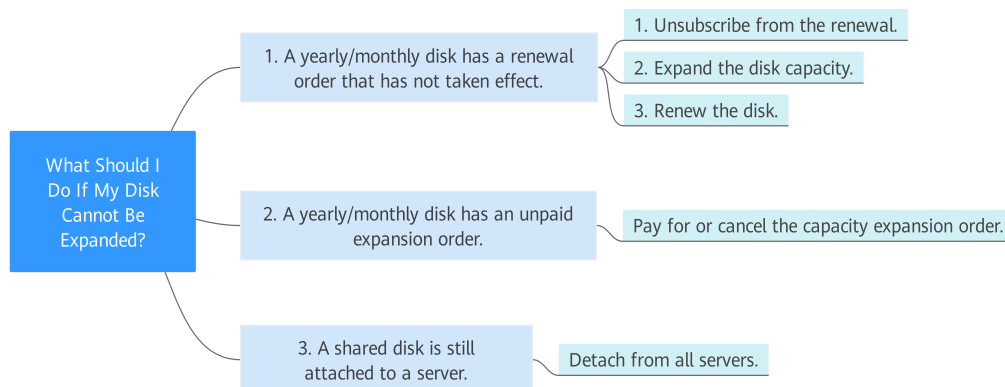 What Should I
Do If My Disk
Cannot Be
Expanded?
1. A yearly/monthly disk has a renewal
order that has not taken effect.
1. Unsubscribe from the renewal.
2. Expand the disk capacity.
3. Renew the disk.
2. A yearly/monthly disk has an unpaid
expansion order.
Pay for or cancel the capacity expansion order.
3. A shared disk is still
attached to a server.
Detach from all servers.